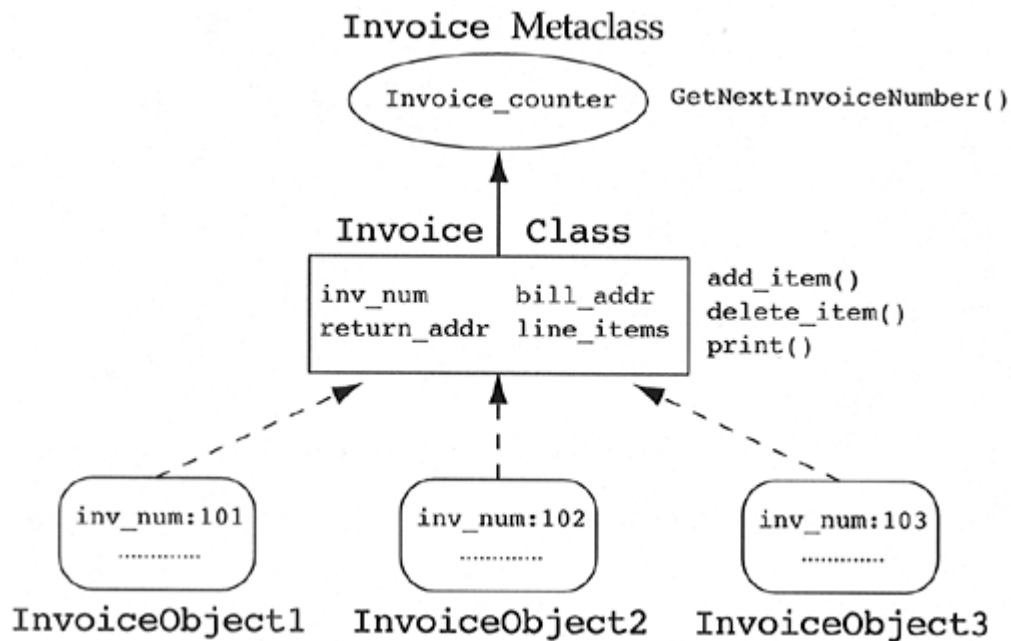 Invoice Metaclass
Invoice_counter
GetNextInvoiceNumber()
Invoice Class
inv_num bill_addr
return_addr line_items
add_item()
delete_item()
print()
inv_num:101
.............
inv_num:102
.............
inv_num:103
.............
InvoiceObject1
InvoiceObject2
InvoiceObject3